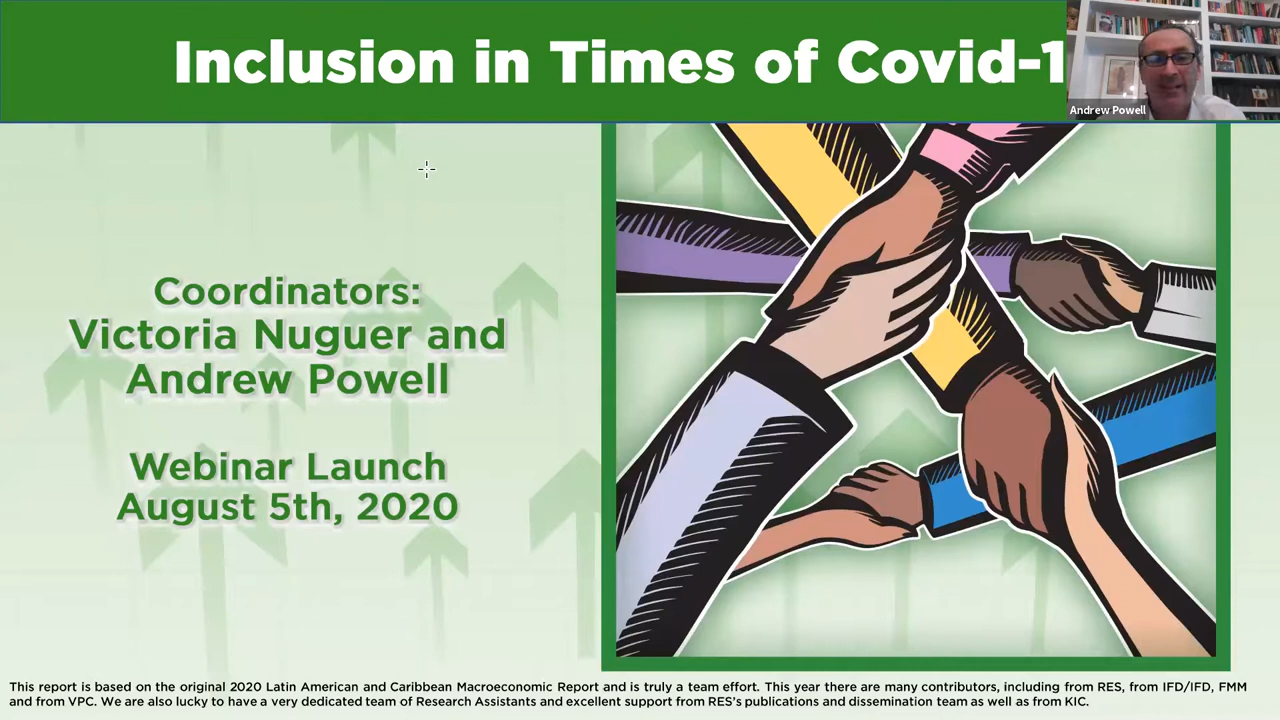 Inclusion in Times of Covid-1
Andrew Powell
Coordinators:
Victoria Nuguer and
Andrew Powell
Webinar Launch
August 5th, 2020
This report is based on the original 2020 Latin American and Caribbean Macroeconomic Report and is truly a team effort. This year there are many contributors, including from RES, from IFD/IFD, FMM
and from VPC. We are also lucky to have a very dedicated team of Research Assistants and excellent support from RES's publications and dissemination team as well as from KIC.